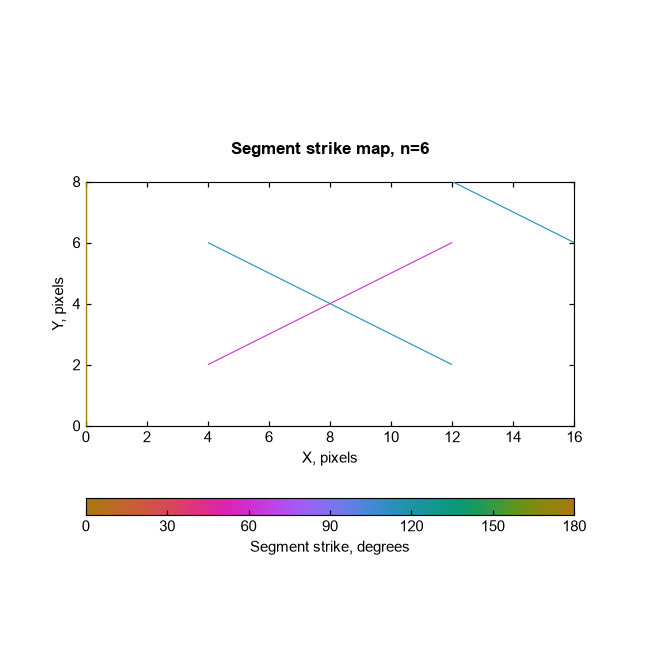 Segment strike map, n=6
8
6
4
2
0
Y, pixels
0 2 4 6 8 10 12 14 16
X, pixels
0 30 60 90 120 150 180
Segment strike, degrees